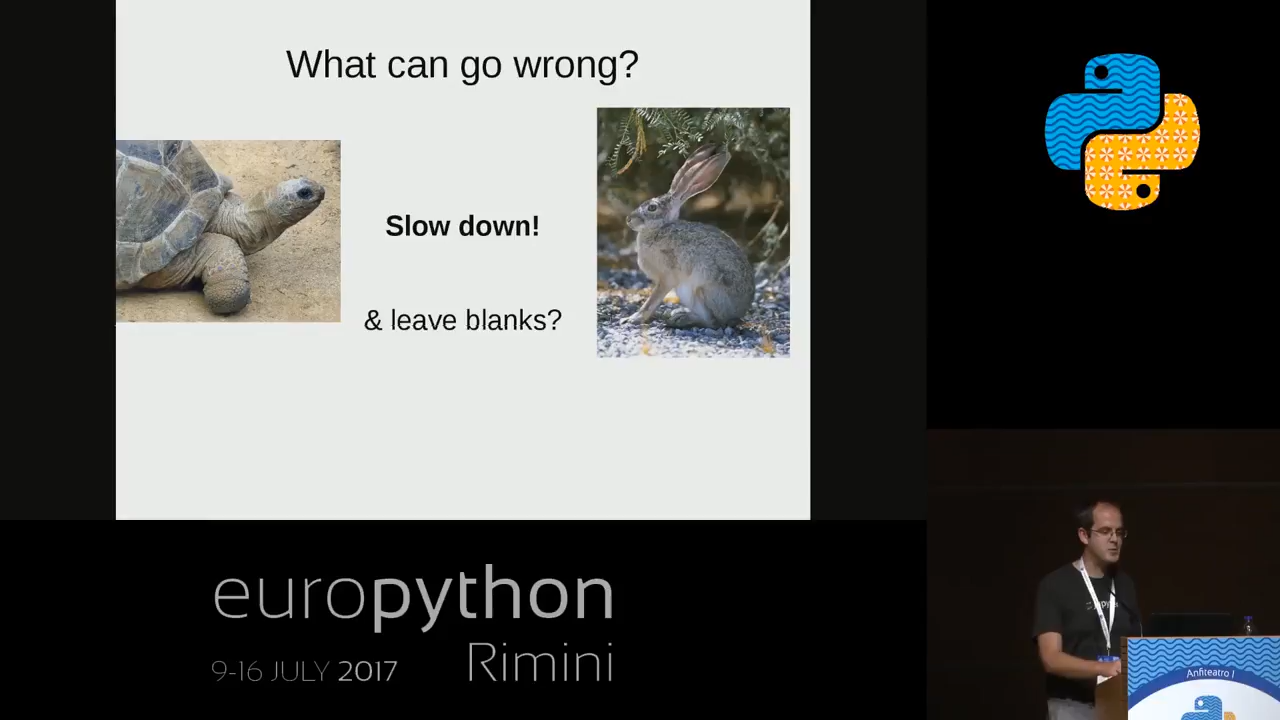 What can go wrong?
Slow down!
& leave blanks?
europython
9-16 JULY 2017
Rimini
Anfiteatro I